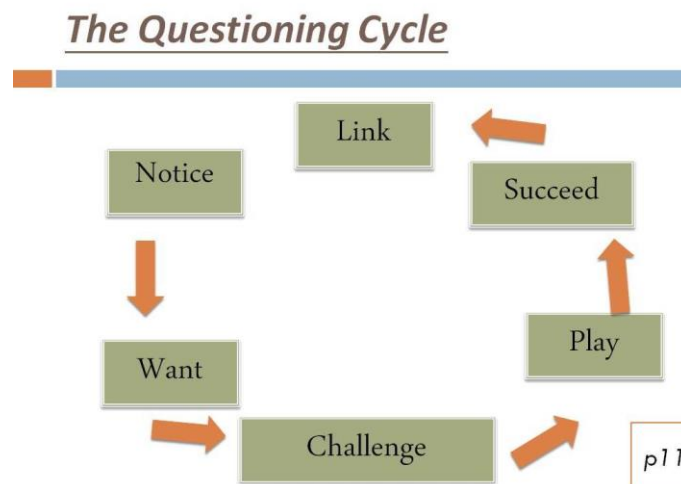 The Questioning Cycle
Link
Notice
Succeed
Play
Want
Challenge
p11